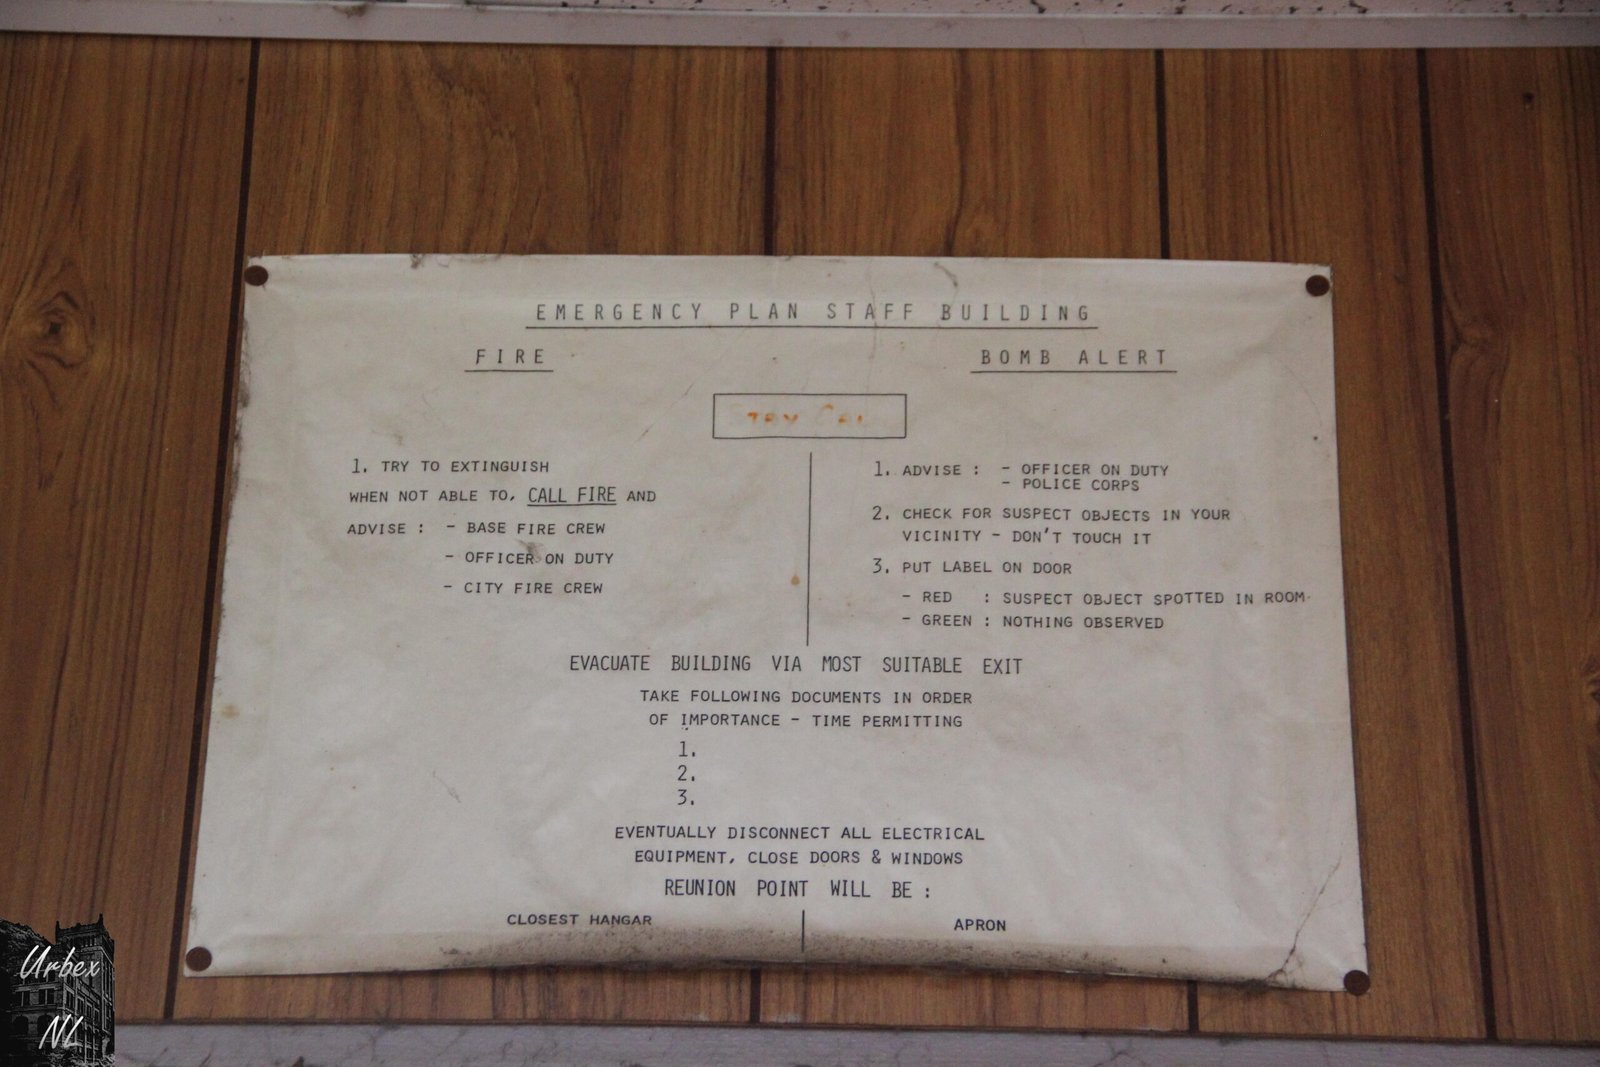 EMERGENCY PLAN STAFF BUILDING
FIRE
BOMB ALERT
1. TRY TO EXTINGUISH
WHEN NOT ABLE TO, CALL FIRE AND
ADVISE : - BASE FIRE CREW
- OFFICER ON DUTY
- CITY FIRE CREW
1. ADVISE : - OFFICER ON DUTY
- POLICE CORPS
2. CHECK FOR SUSPECT OBJECTS IN YOUR
VICINITY - DON'T TOUCH IT
3. PUT LABEL ON DOOR
- RED : SUSPECT OBJECT SPOTTED IN ROOM
- GREEN : NOTHING OBSERVED
EVACUATE BUILDING VIA MOST SUITABLE EXIT
TAKE FOLLOWING DOCUMENTS IN ORDER
OF IMPORTANCE - TIME PERMITTING
1.
2.
3.
EVENTUALLY DISCONNECT ALL ELECTRICAL
EQUIPMENT, CLOSE DOORS & WINDOWS
REUNION POINT WILL BE :
CLOSEST HANGAR
APRON
Urbex
NL